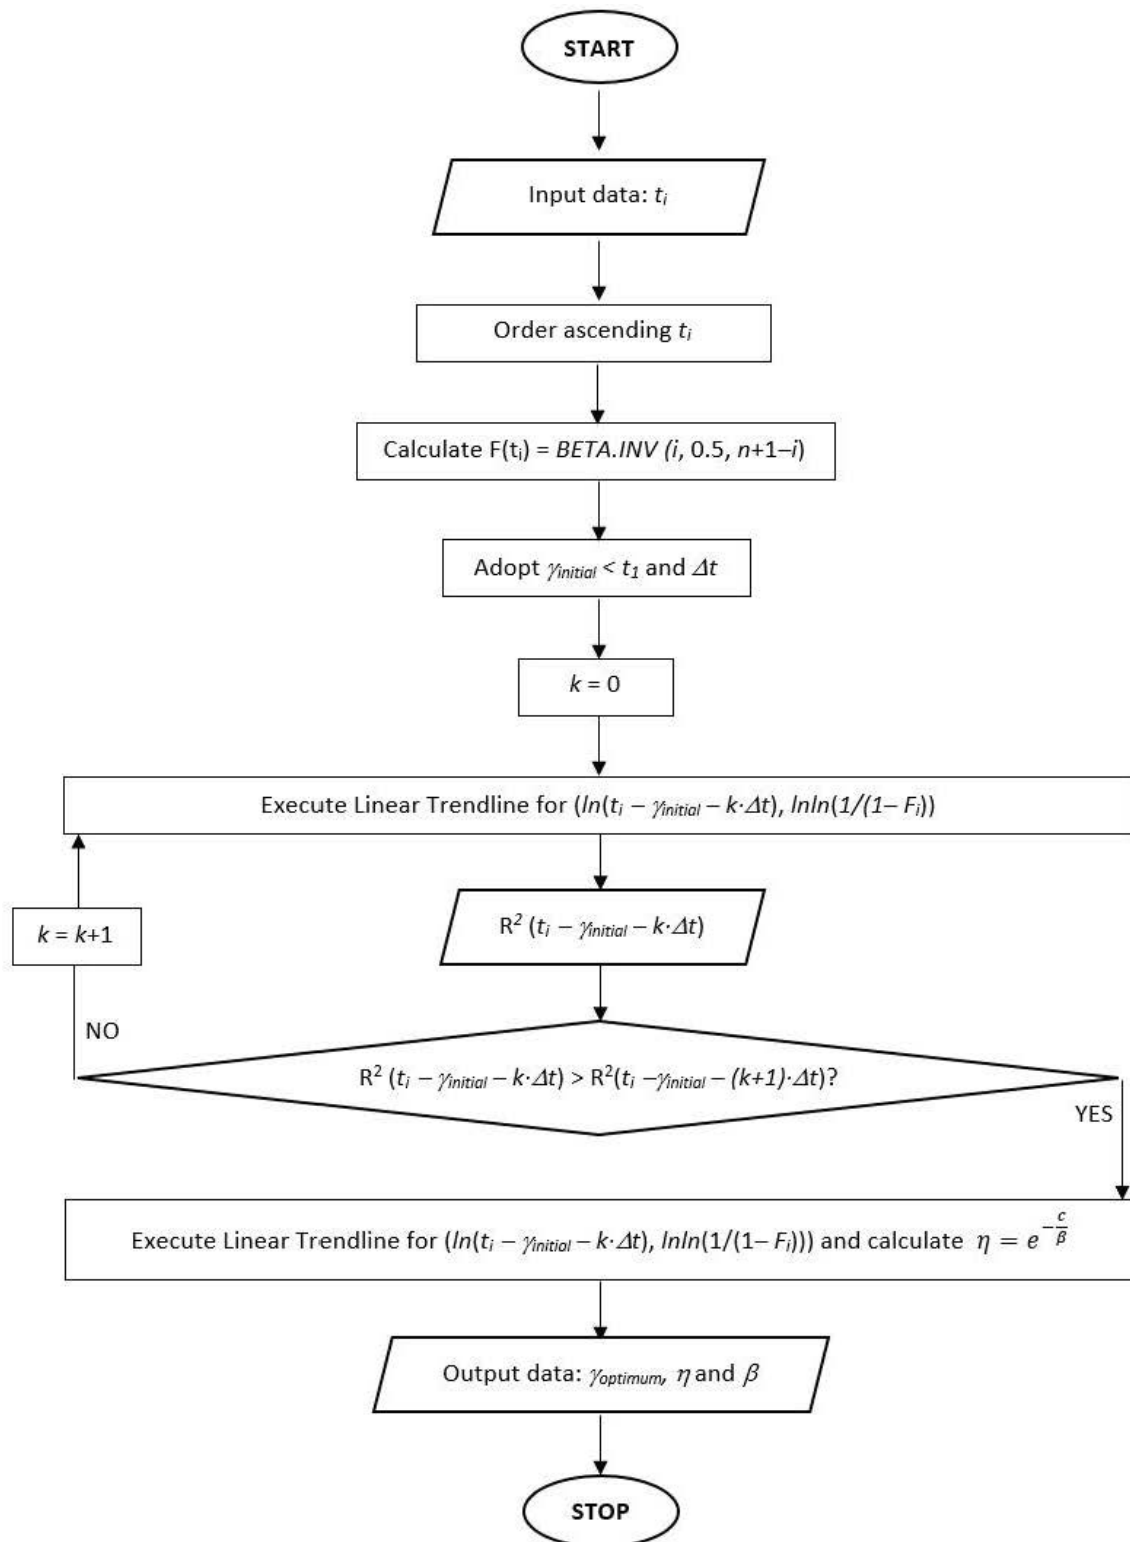 START
Input data: tᵢ
Order ascending tᵢ
Calculate F(tᵢ) = BETA.INV (i, 0.5, n+1–i)
Adopt γinitial < t₁ and Δt
k = 0
Execute Linear Trendline for (ln(tᵢ – γinitial – k·Δt), lnln(1/(1– Fᵢ))
R² (tᵢ – γinitial – k·Δt)
k = k+1
NO
R² (tᵢ – γinitial – k·Δt) > R²(tᵢ –γinitial – (k+1)·Δt)?
YES
Execute Linear Trendline for (ln(tᵢ – γinitial – k·Δt), lnln(1/(1– Fᵢ))) and calculate η = e^(–c/β)
Output data: γoptimum, η and β
STOP